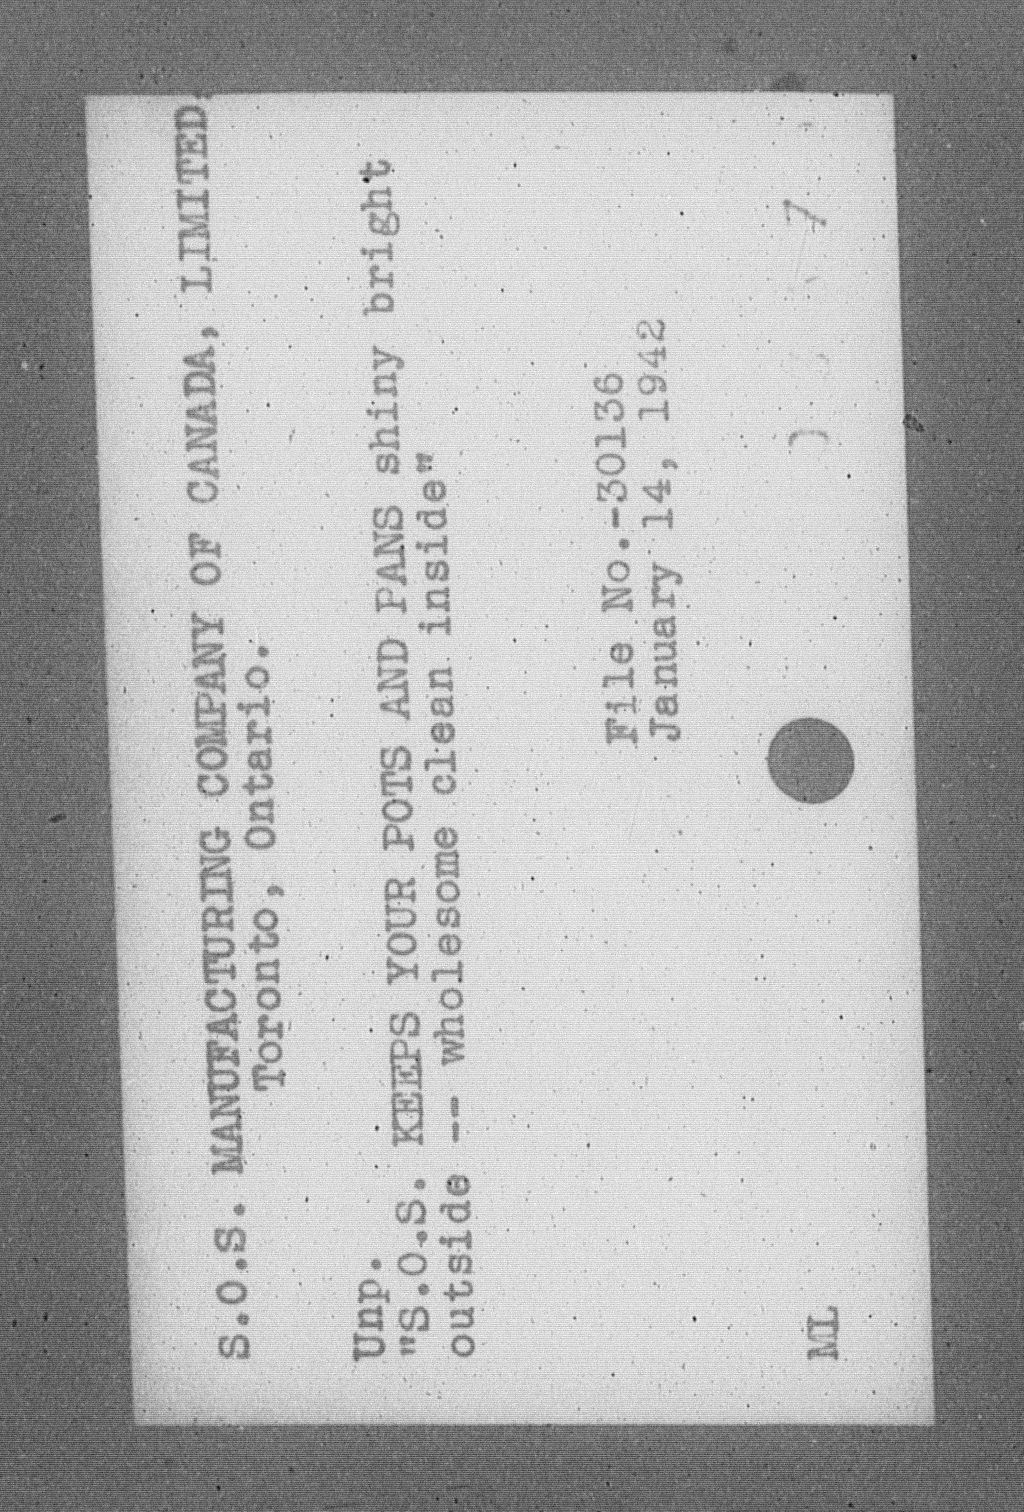 S.O.S. MANUFACTURING COMPANY OF CANADA, LIMITED,
Toronto, Ontario.
Unp.
"S.O.S. KEEPS YOUR POTS AND PANS shiny bright
outside -- wholesome clean inside"
File No.-30136
January 14, 1942
ML